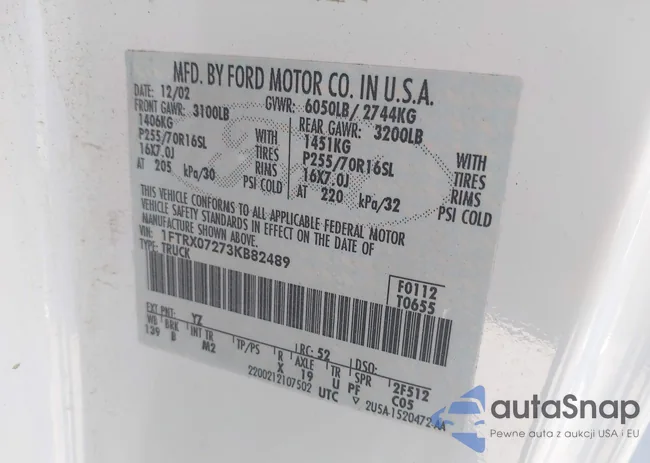 MFD. BY FORD MOTOR CO. IN U.S.A.
DATE: 12/02 GVWR: 6050LB/ 2744KG
FRONT GAWR: 3100LB REAR GAWR: 3200LB
1406KG WITH 1451KG WITH
P255/70R16SL TIRES P255/70R16SL TIRES
16X7.0J RIMS 16X7.0J RIMS
AT 205 kPa/30 PSI COLD AT 220 kPa/32 PSI COLD
THIS VEHICLE CONFORMS TO ALL APPLICABLE FEDERAL MOTOR
VEHICLE SAFETY STANDARDS IN EFFECT ON THE DATE OF
MANUFACTURE SHOWN ABOVE.
VIN: 1FTRX07273KB82489
TYPE: TRUCK
F0112
T0655
EXT PNT: YZ RC: 52 DSO:
WB BRK INT TR TP/PS R AXLE TR SPR 2F512
139 B M2 X 19 U PF C05
2200212107502 UTC ▽ 2U5A-1520472-AA
autaSnap
Pewne auta z aukcji USA i EU